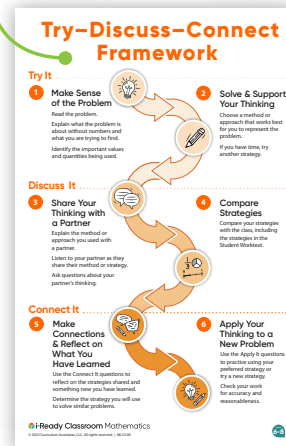 Try–Discuss–Connect
Framework
Try It
1 Make Sense
of the Problem
Read the problem.
Explain what the problem is
about without numbers and
what you are trying to find.
Identify the important values
and quantities being used.
2 Solve & Support
Your Thinking
Choose a method or
approach that works best
for you to represent the
problem.
If you have time, try
another strategy.
Discuss It
3 Share Your
Thinking with
a Partner
Explain the method or
approach you used with
a partner.
Listen to your partner as they
share their method or strategy.
Ask questions about your
partner's thinking.
4 Compare
Strategies
Compare your strategies
with the class, including
the strategies in the
Student Worktext.
Connect It
5 Make
Connections
& Reflect on
What You
Have Learned
Use the Connect It questions to
reflect on the strategies shared and
something new you have learned.
Determine the strategy you will use
to solve similar problems.
6 Apply Your
Thinking to a
New Problem
Use the Apply It questions
to practice using your
preferred strategy or
try a new strategy.
Check your work
for accuracy and
reasonableness.
i-Ready Classroom Mathematics
Curriculum Associates, LLC. All rights reserved.
6–8